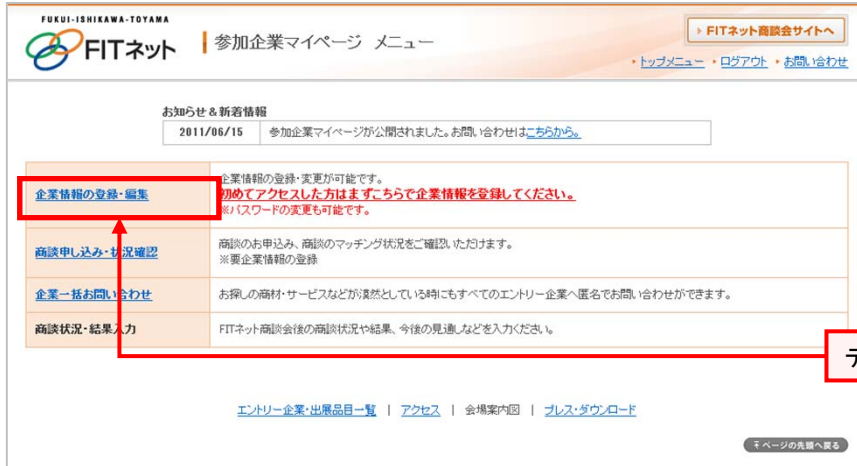 FUKUI-ISHIKAWA-TOYAMA
FITネット
参加企業マイページ メニュー
FITネット商談会サイトへ
・トップメニュー ・ログアウト ・お問い合わせ
お知らせ&新着情報
2011/06/15 参加企業マイページが公開されました。お問い合わせはこちらから。
企業情報の登録・編集
企業情報の登録・変更が可能です。
初めてアクセスした方はまずこちらで企業情報を登録してください。
※パスワードの変更も可能です。
商談申し込み・状況確認
商談のお申込み、商談のマッチング状況をご確認いただけます。
※要企業情報の登録
企業一括お問い合わせ
お探しの商材・サービスなどが漠然としている時にもすべてのエントリー企業へ匿名でお問い合わせができます。
商談状況・結果入力
FITネット商談会後の商談状況や結果、今後の見通しなどを入力ください。
エントリー企業・出展品目一覧 | アクセス | 会場案内図 | プレス・ダウンロード
ページの先頭へ戻る